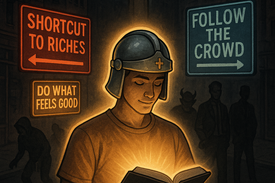 SHORTCUT
TO RICHES
DO WHAT
FEELS GOOD
FOLLOW
THE
CROWD